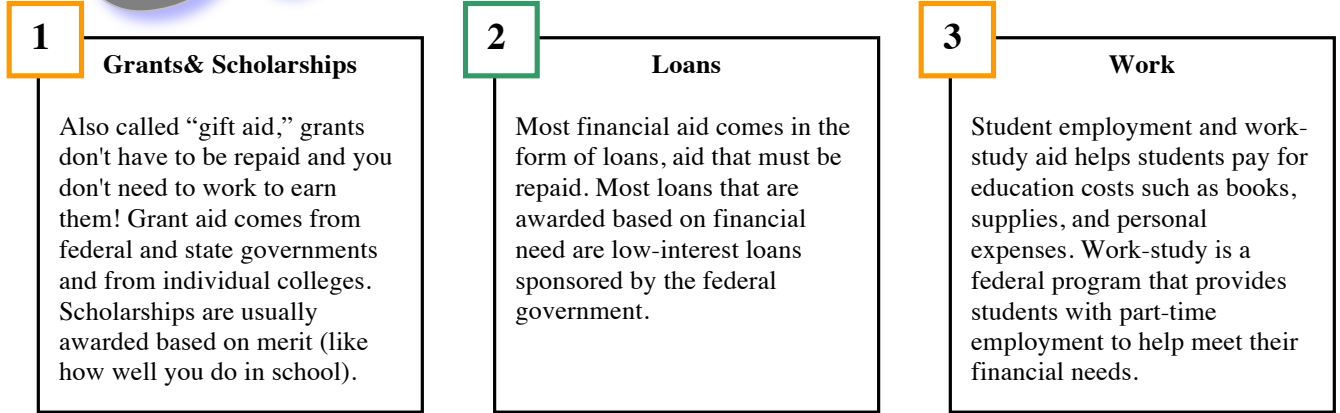 1
Grants& Scholarships
Also called “gift aid,” grants
don't have to be repaid and you
don't need to work to earn
them! Grant aid comes from
federal and state governments
and from individual colleges.
Scholarships are usually
awarded based on merit (like
how well you do in school).
2
Loans
Most financial aid comes in the
form of loans, aid that must be
repaid. Most loans that are
awarded based on financial
need are low-interest loans
sponsored by the federal
government.
3
Work
Student employment and work-
study aid helps students pay for
education costs such as books,
supplies, and personal
expenses. Work-study is a
federal program that provides
students with part-time
employment to help meet their
financial needs.